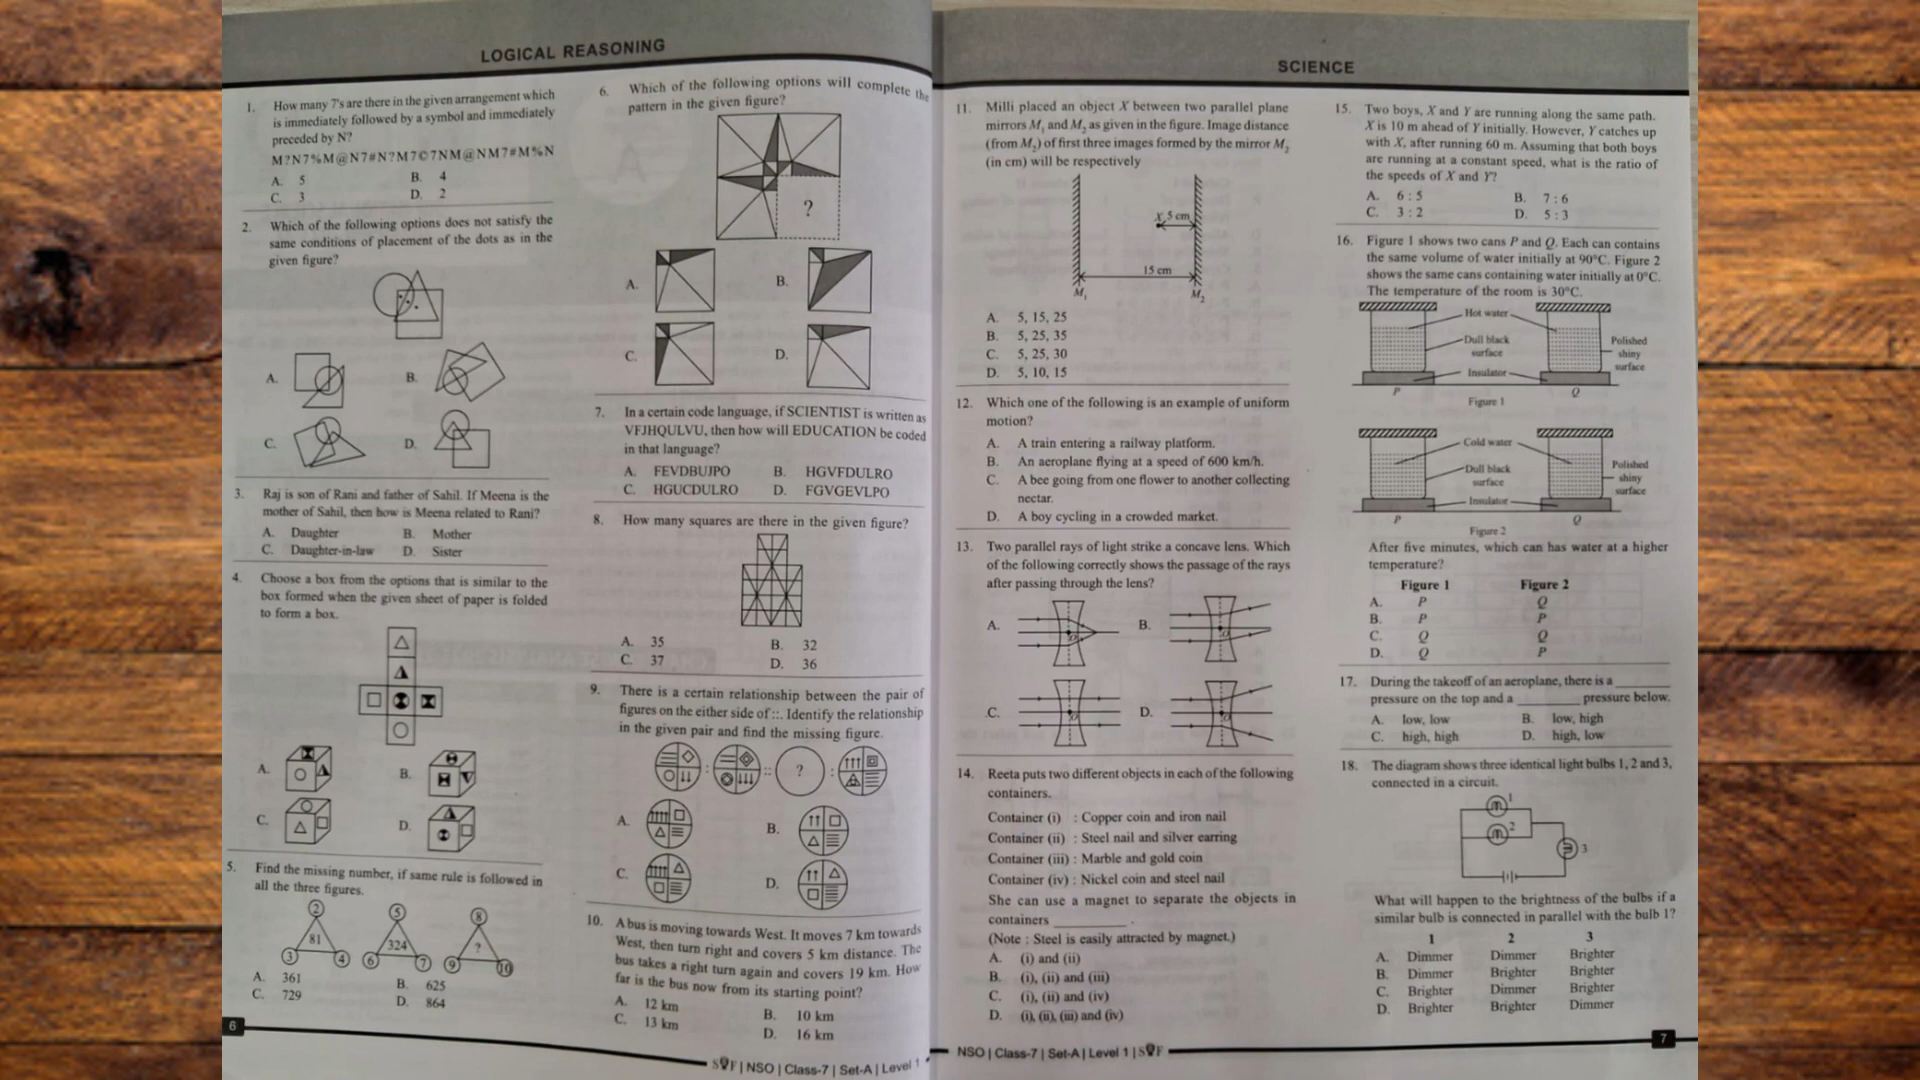 LOGICAL REASONING
1. How many 7's are there in the given arrangement which
is immediately followed by a symbol and immediately
preceded by N?
M?N7%M@N7#N?M7©7NM@NM7#M%N
A. 5 B. 4
C. 3 D. 2
2. Which of the following options does not satisfy the
same conditions of placement of the dots as in the
given figure?
A. B.
C. D.
3. Raj is son of Rani and father of Sahil. If Meena is the
mother of Sahil, then how is Meena related to Rani?
A. Daughter B. Mother
C. Daughter-in-law D. Sister
4. Choose a box from the options that is similar to the
box formed when the given sheet of paper is folded
to form a box.
A. B.
C. D.
5. Find the missing number, if same rule is followed in
all the three figures.
2 5 8
81 324 ?
3 4 6 7 9 10
A. 361 B. 625
C. 729 D. 864
6
6. Which of the following options will complete the
pattern in the given figure?
?
A. B.
C. D.
7. In a certain code language, if SCIENTIST is written as
VFJHQULVU, then how will EDUCATION be coded
in that language?
A. FEVDBUJPO B. HGVFDULRO
C. HGUCDULRO D. FGVGEVLPO
8. How many squares are there in the given figure?
A. 35 B. 32
C. 37 D. 36
9. There is a certain relationship between the pair of
figures on the either side of ::. Identify the relationship
in the given pair and find the missing figure.
: :: ? :
A. B.
C. D.
10. A bus is moving towards West. It moves 7 km towards
West, then turn right and covers 5 km distance. The
bus takes a right turn again and covers 19 km. How
far is the bus now from its starting point?
A. 12 km B. 10 km
C. 13 km D. 16 km
SOF | NSO | Class-7 | Set-A | Level 1
SCIENCE
11. Milli placed an object X between two parallel plane
mirrors M₁ and M₂ as given in the figure. Image distance
(from M₂) of first three images formed by the mirror M₂
(in cm) will be respectively
X 5 cm
15 cm
M₁ M₂
A. 5, 15, 25
B. 5, 25, 35
C. 5, 25, 30
D. 5, 10, 15
12. Which one of the following is an example of uniform
motion?
A. A train entering a railway platform.
B. An aeroplane flying at a speed of 600 km/h.
C. A bee going from one flower to another collecting
nectar.
D. A boy cycling in a crowded market.
13. Two parallel rays of light strike a concave lens. Which
of the following correctly shows the passage of the rays
after passing through the lens?
A. B.
C. D.
14. Reeta puts two different objects in each of the following
containers.
Container (i) : Copper coin and iron nail
Container (ii) : Steel nail and silver earring
Container (iii) : Marble and gold coin
Container (iv) : Nickel coin and steel nail
She can use a magnet to separate the objects in
containers __________ .
(Note : Steel is easily attracted by magnet.)
A. (i) and (ii)
B. (i), (ii) and (iii)
C. (i), (ii) and (iv)
D. (i), (ii), (iii) and (iv)
NSO | Class-7 | Set-A | Level 1 | SOF
15. Two boys, X and Y are running along the same path.
X is 10 m ahead of Y initially. However, Y catches up
with X, after running 60 m. Assuming that both boys
are running at a constant speed, what is the ratio of
the speeds of X and Y?
A. 6 : 5 B. 7 : 6
C. 3 : 2 D. 5 : 3
16. Figure 1 shows two cans P and Q. Each can contains
the same volume of water initially at 90°C. Figure 2
shows the same cans containing water initially at 0°C.
The temperature of the room is 30°C.
Hot water
Dull black
surface
Polished
shiny
surface
Insulator
P Q
Figure 1
Cold water
Dull black
surface
Polished
shiny
surface
Insulator
P Q
Figure 2
After five minutes, which can has water at a higher
temperature?
Figure 1 Figure 2
A. P Q
B. P P
C. Q Q
D. Q P
17. During the takeoff of an aeroplane, there is a ________
pressure on the top and a ________ pressure below.
A. low, low B. low, high
C. high, high D. high, low
18. The diagram shows three identical light bulbs 1, 2 and 3,
connected in a circuit.
1
2
3
What will happen to the brightness of the bulbs if a
similar bulb is connected in parallel with the bulb 1?
1 2 3
A. Dimmer Dimmer Brighter
B. Dimmer Brighter Brighter
C. Brighter Dimmer Brighter
D. Brighter Brighter Dimmer
7